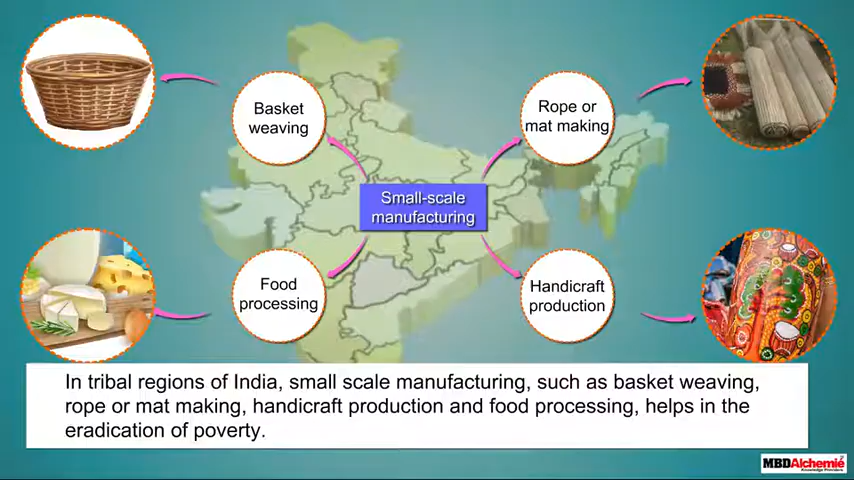 Basket
weaving
Rope or
mat making
Small-scale
manufacturing
Food
processing
Handicraft
production
In tribal regions of India, small scale manufacturing, such as basket weaving,
rope or mat making, handicraft production and food processing, helps in the
eradication of poverty.
MBDAlchemie
Knowledge Providers